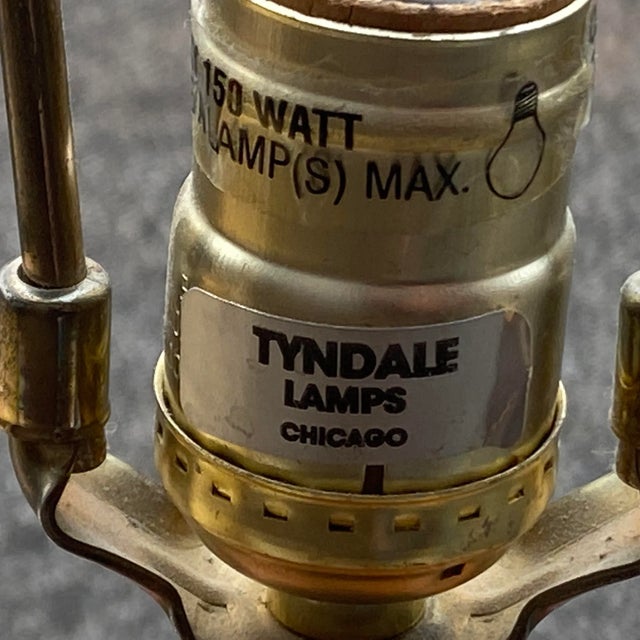 150 WATT
LAMP(S) MAX.
TYNDALE
LAMPS
CHICAGO